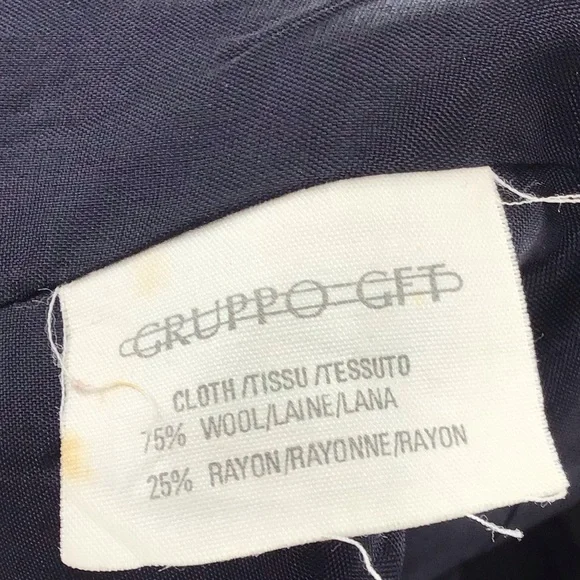 GRUPPO GFT
CLOTH/TISSU/TESSUTO
75% WOOL/LAINE/LANA
25% RAYON/RAYONNE/RAYON